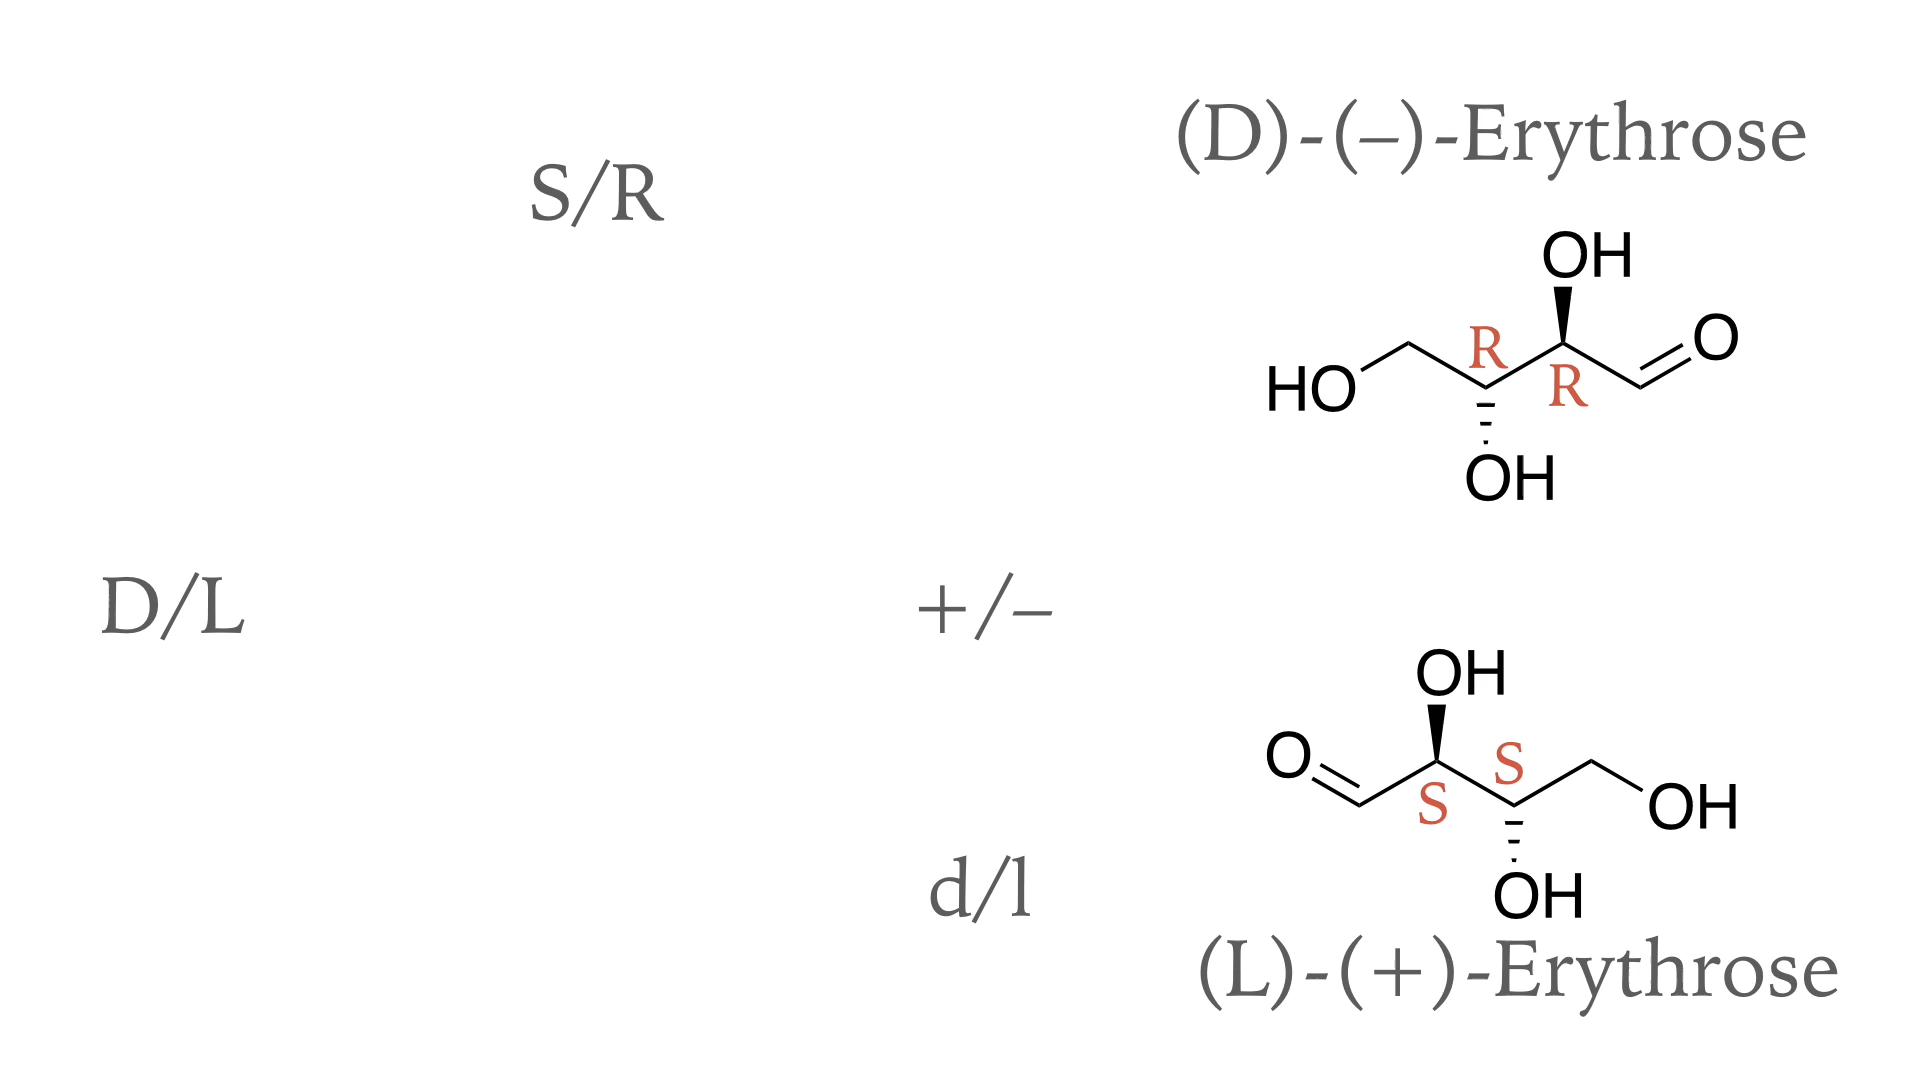 (D)-(–)-Erythrose
S/R
OH
R
O
HO
R
OH
D/L
+/–
OH
O
S
S
OH
d/l
OH
(L)-(+)-Erythrose